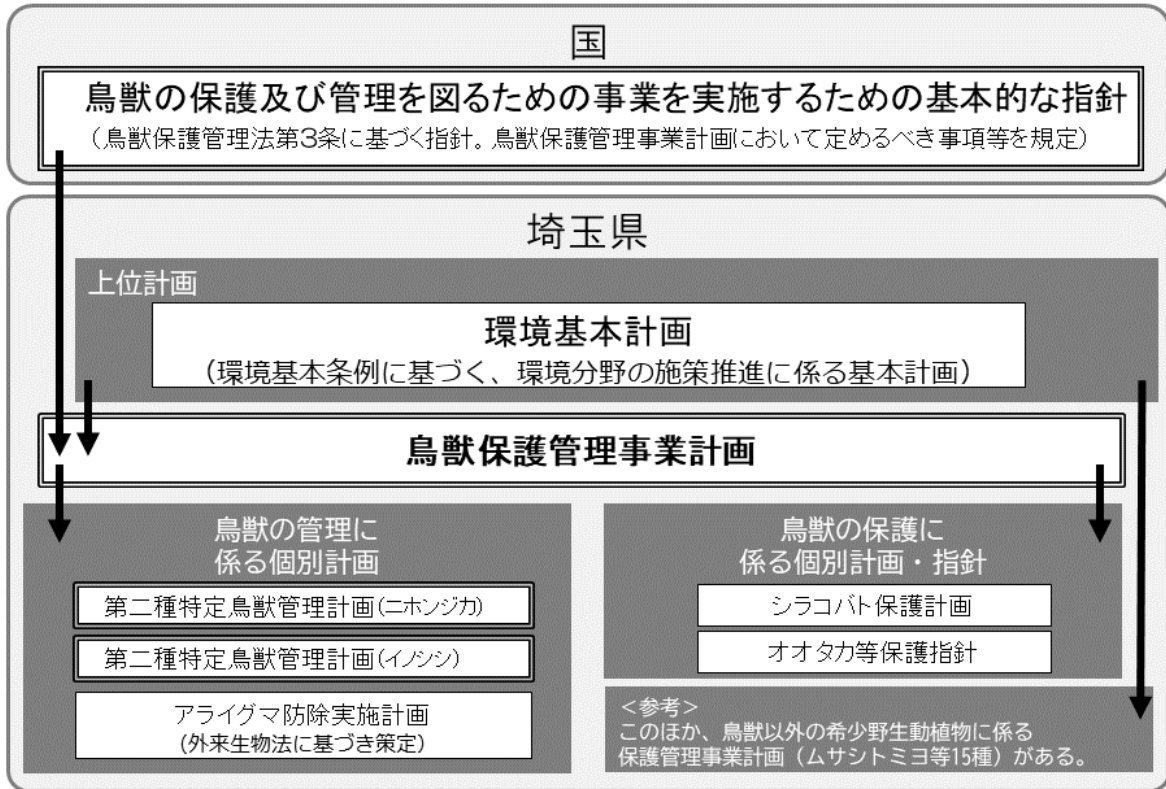 国
鳥獣の保護及び管理を図るための事業を実施するための基本的な指針
(鳥獣保護管理法第3条に基づく指針。鳥獣保護管理事業計画において定めるべき事項等を規定)
埼玉県
上位計画
環境基本計画
(環境基本条例に基づく、環境分野の施策推進に係る基本計画)
鳥獣保護管理事業計画
鳥獣の管理に
係る個別計画
第二種特定鳥獣管理計画(ニホンジカ)
第二種特定鳥獣管理計画(イノシシ)
アライグマ防除実施計画
(外来生物法に基づき策定)
鳥獣の保護に
係る個別計画・指針
シラコバト保護計画
オオタカ等保護指針
<参考>
このほか、鳥獣以外の希少野生動植物に係る
保護管理事業計画(ムサシトミヨ等15種)がある。